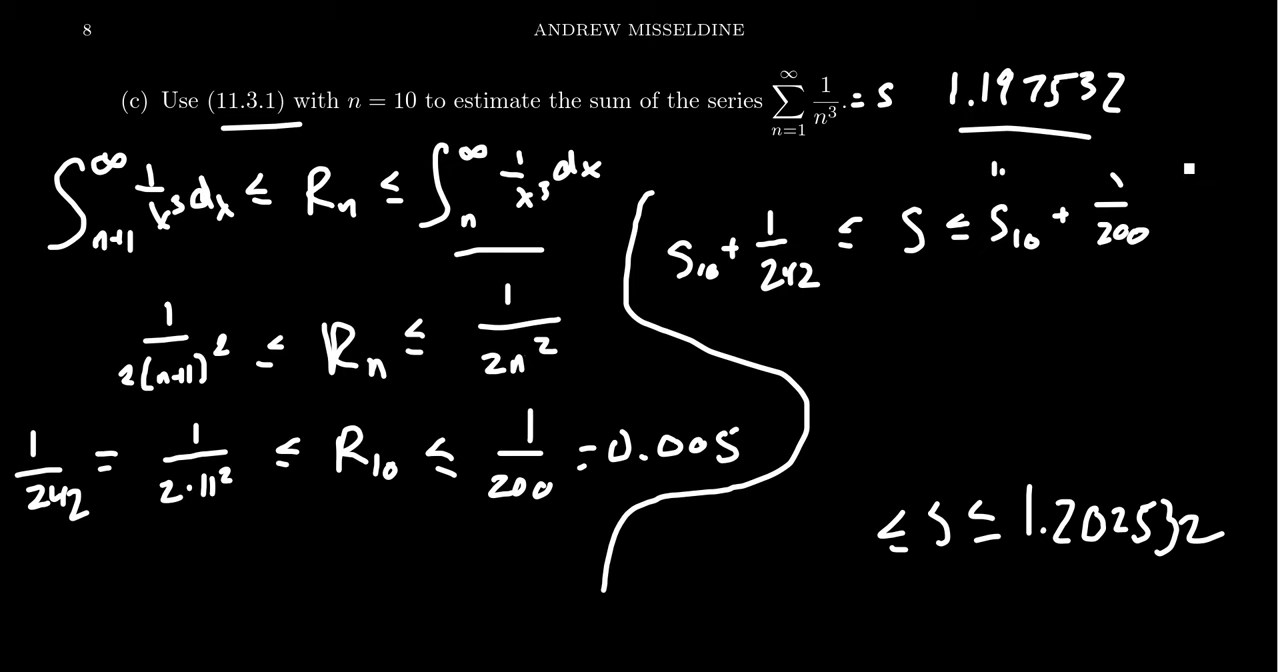 8 ANDREW MISSELDINE
(c) Use (11.3.1) with n = 10 to estimate the sum of the series ∑_{n=1}^{∞} 1/n³. = S 1.197532
∫_{n+1}^{∞} 1/x³ dx ≤ R_n ≤ ∫_{n}^{∞} 1/x³ dx
1.
S_10 + 1/242 ≤ S ≤ S_10 + 1/200
1/(2(n+1)²) ≤ R_n ≤ 1/(2n²)
1/242 = 1/(2·11²) ≤ R_10 ≤ 1/200 = 0.005
≤ S ≤ 1.202532